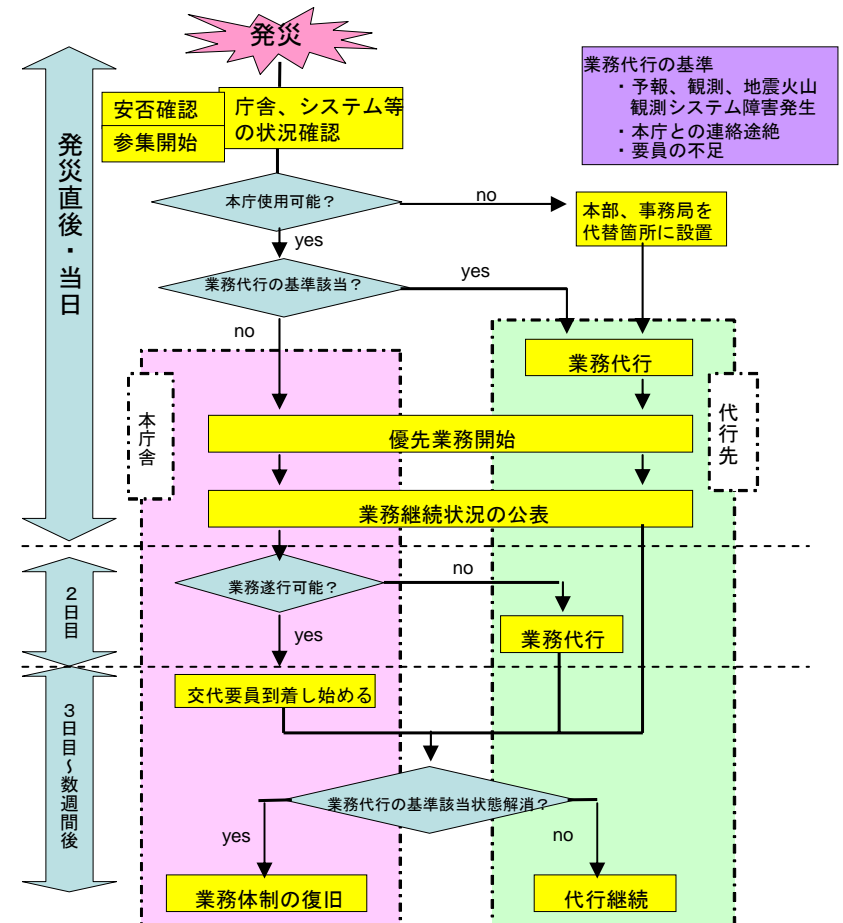 発災
業務代行の基準
・予報、観測、地震火山
観測システム障害発生
・本庁との連絡途絶
・要員の不足
安否確認
参集開始
庁舎、システム等
の状況確認
発災直後・当日
本庁使用可能？
no
本部、事務局を
代替箇所に設置
yes
業務代行の基準該当？
yes
no
業務代行
本庁舎
代行先
優先業務開始
業務継続状況の公表
2日目
業務遂行可能？
no
yes
業務代行
3日目～数週間後
交代要員到着し始める
業務代行の基準該当状態解消？
yes
no
業務体制の復旧
代行継続